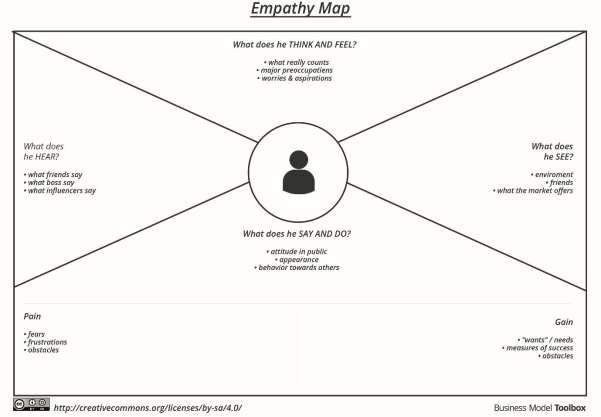 Empathy Map
What does he THINK AND FEEL?
• what really counts
• major preoccupatiens
• worries & aspirations
What does
he HEAR?
• what friends say
• what boss say
• what influencers say
What does
he SEE?
• enviroment
• friends
• what the market offers
What does he SAY AND DO?
• attitude in public
• appearance
• behavior towards others
Pain
• fears
• frustrations
• obstacles
Gain
• "wants" / needs
• measures of success
• obstacles
http://creativecommons.org/licenses/by-sa/4.0/
Business Model Toolbox